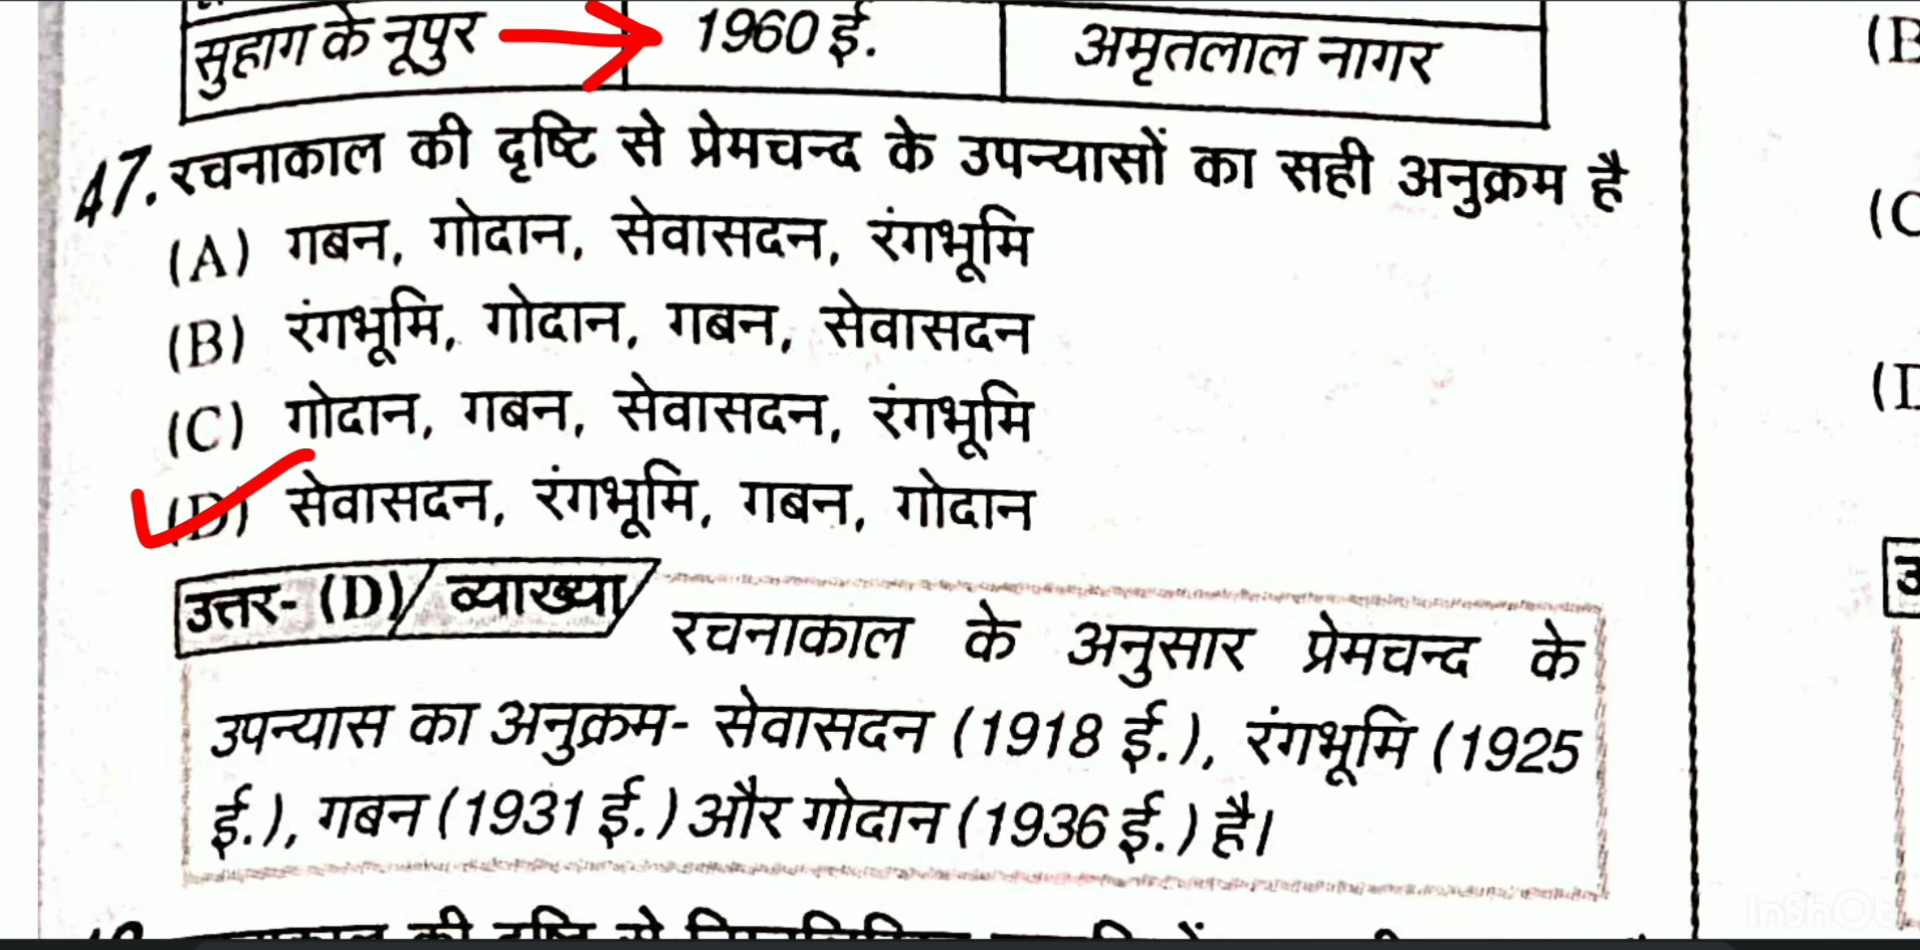 सुहाग के नूपुर 1960 ई. अमृतलाल नागर
47. रचनाकाल की दृष्टि से प्रेमचन्द के उपन्यासों का सही अनुक्रम है
(A) गबन, गोदान, सेवासदन, रंगभूमि
(B) रंगभूमि, गोदान, गबन, सेवासदन
(C) गोदान, गबन, सेवासदन, रंगभूमि
(D) सेवासदन, रंगभूमि, गबन, गोदान
उत्तर- (D) व्याख्या
रचनाकाल के अनुसार प्रेमचन्द के
उपन्यास का अनुक्रम- सेवासदन (1918 ई.), रंगभूमि (1925
ई.), गबन (1931 ई.) और गोदान (1936 ई.) है।
(B
(C
InShOt